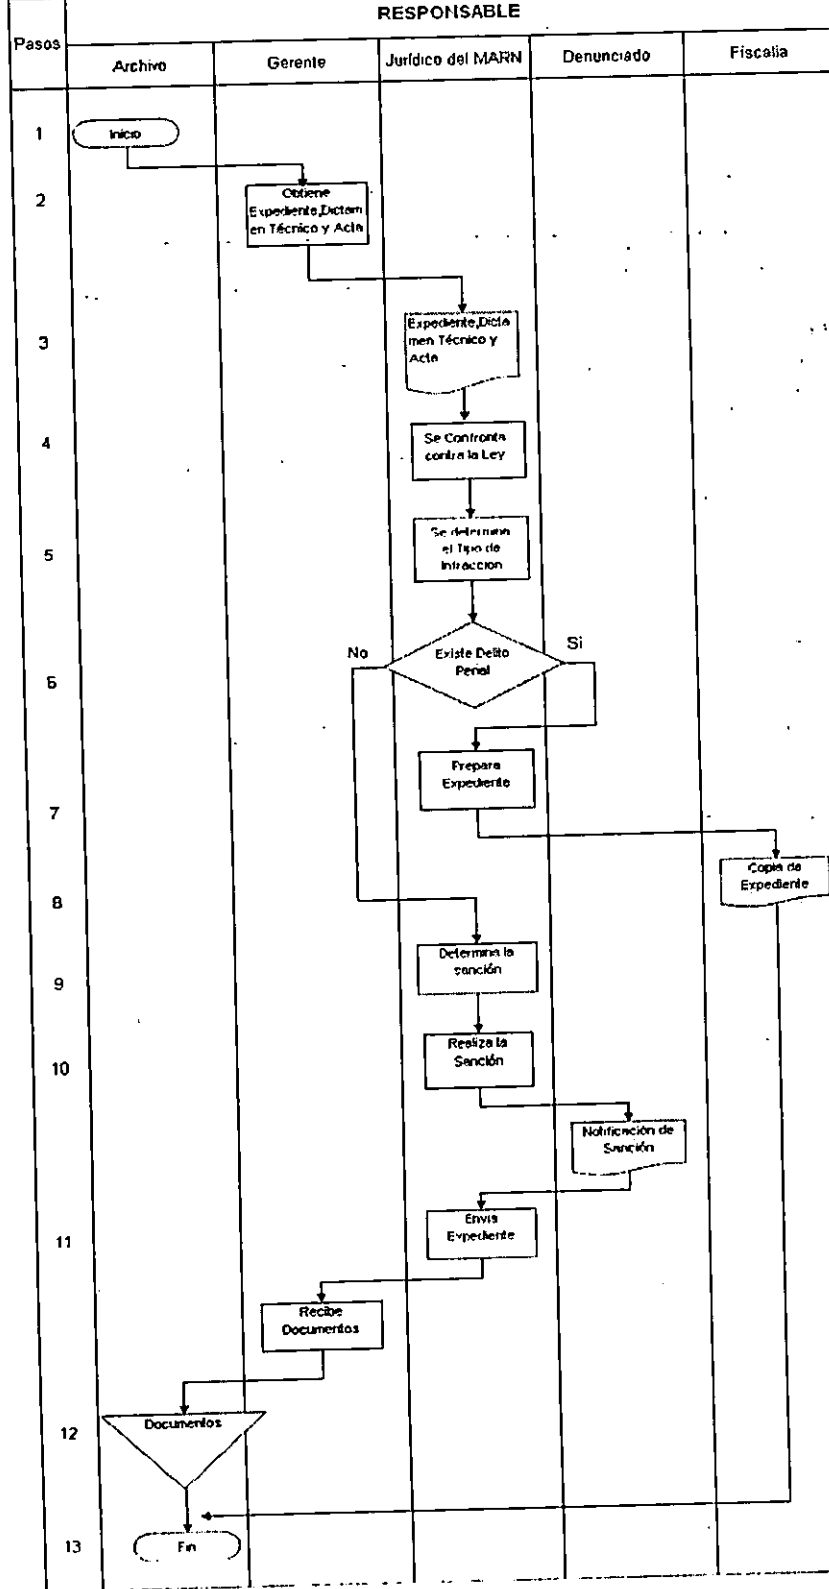 RESPONSABLE
Pasos
Archivo
Gerente
Jurídico del MARN
Denunciado
Fiscalia
1
Inicio
2
Obtiene
Expediente,Dictam
en Técnico y Acta
3
Expediente,Dicta
men Técnico y
Acta
4
Se Confronta
contra la Ley
5
Se determina
el Tipo de
Infraccion
No
Existe Delito
Penal
Si
6
Prepara
Expediente
7
Copia de
Expediente
8
Determina la
sanción
9
Realiza la
Sanción
10
Notificación de
Sanción
Envia
Expediente
11
Recibe
Documentos
Documentos
12
13
Fin